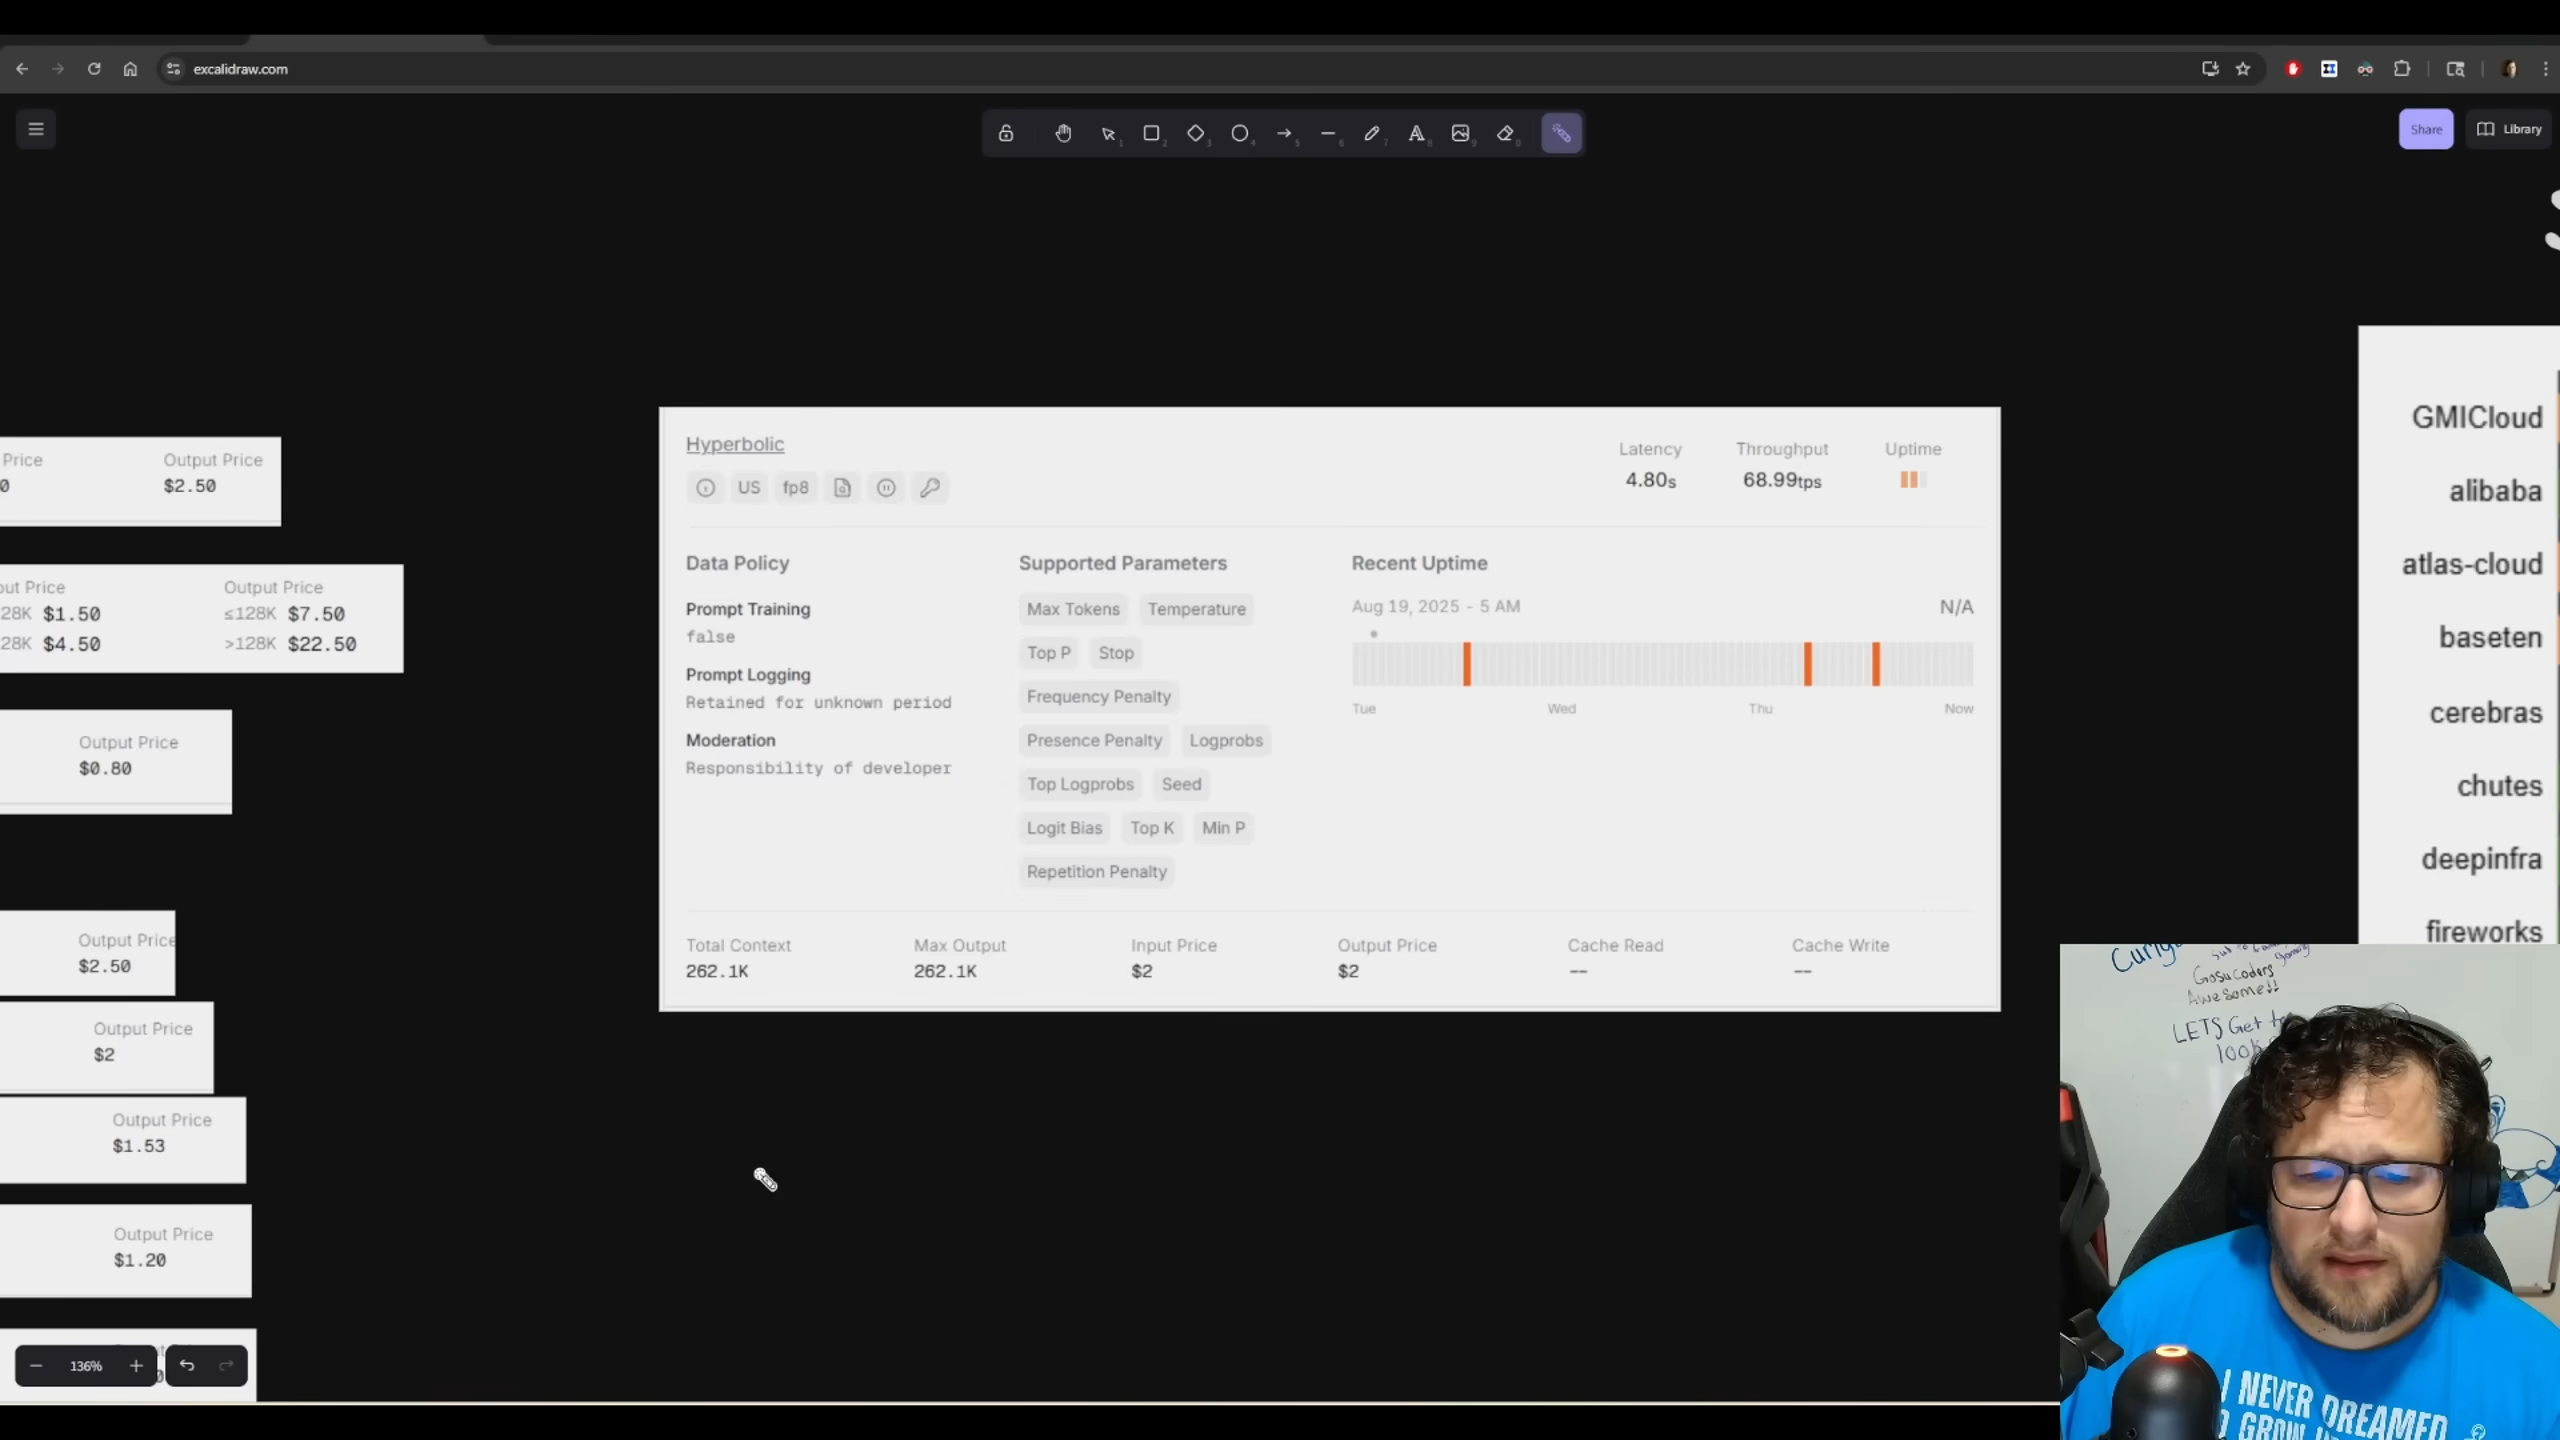 excalidraw.com
Share
Library
Price
Output Price
0
$2.50
ut Price
Output Price
28K $1.50
≤128K $7.50
28K $4.50
>128K $22.50
Output Price
$0.80
Output Price
$2.50
Output Price
$2
Output Price
$1.53
Output Price
$1.20
136%
Hyperbolic
US
fp8
Latency
4.80s
Throughput
68.99tps
Uptime
Data Policy
Prompt Training
false
Prompt Logging
Retained for unknown period
Moderation
Responsibility of developer
Supported Parameters
Max Tokens
Temperature
Top P
Stop
Frequency Penalty
Presence Penalty
Logprobs
Top Logprobs
Seed
Logit Bias
Top K
Min P
Repetition Penalty
Recent Uptime
Aug 19, 2025 - 5 AM
N/A
Tue
Wed
Thu
Now
Total Context
262.1K
Max Output
262.1K
Input Price
$2
Output Price
$2
Cache Read
--
Cache Write
--
GMICloud
alibaba
atlas-cloud
baseten
cerebras
chutes
deepinfra
fireworks
Gosucoders
Awesome!!
LETS Get
100K
I NEVER DREAMED